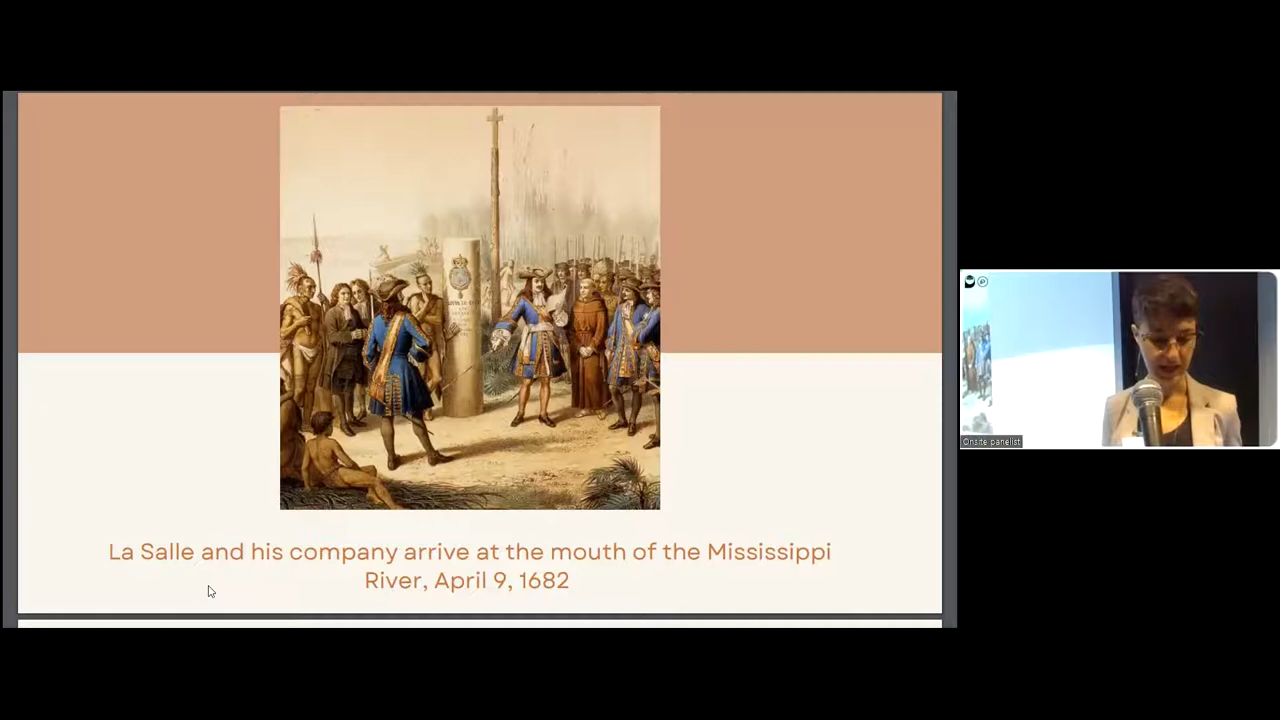 La Salle and his company arrive at the mouth of the Mississippi
River, April 9, 1682
Onsite panelist